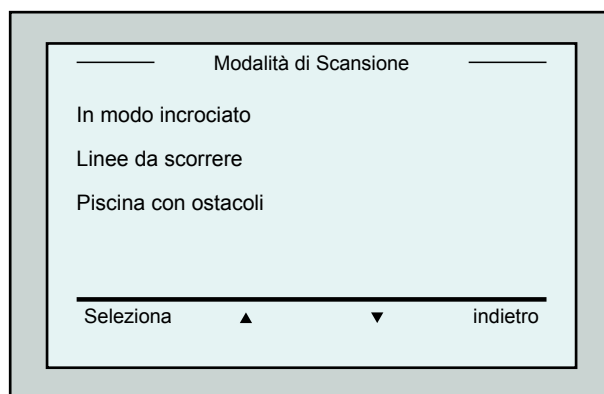 Modalità di Scansione
In modo incrociato
Linee da scorrere
Piscina con ostacoli
Seleziona ▲ ▼ indietro